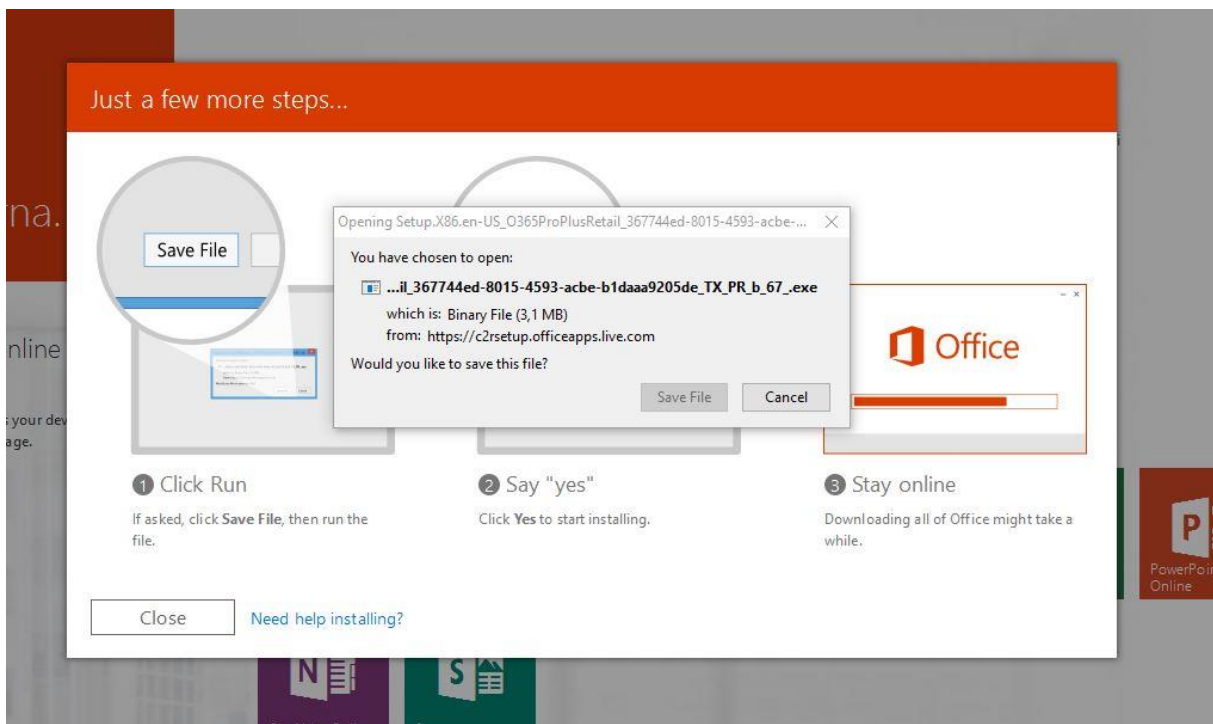 Just a few more steps...
na.
Save File
Opening Setup.X86.en-US_O365ProPlusRetail_367744ed-8015-4593-acbe-...
You have chosen to open:
...il_367744ed-8015-4593-acbe-b1daaa9205de_TX_PR_b_67_.exe
which is: Binary File (3,1 MB)
from: https://c2rsetup.officeapps.live.com
Would you like to save this file?
Save File Cancel
Office
nline
s your dev
age.
1 Click Run
If asked, click Save File, then run the
file.
2 Say "yes"
Click Yes to start installing.
3 Stay online
Downloading all of Office might take a
while.
PowerPoin
Online
Close Need help installing?
N
S